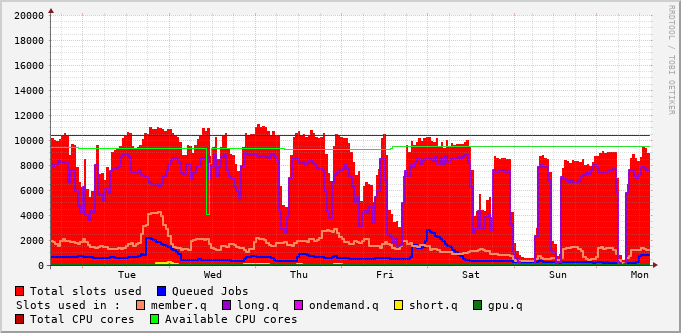 RRDTOOL / TOBI OETIKER
20000
18000
16000
14000
12000
10000
8000
6000
4000
2000
0
Tue Wed Thu Fri Sat Sun Mon
Total slots used Queued Jobs
Slots used in : member.q long.q ondemand.q short.q gpu.q
Total CPU cores Available CPU cores